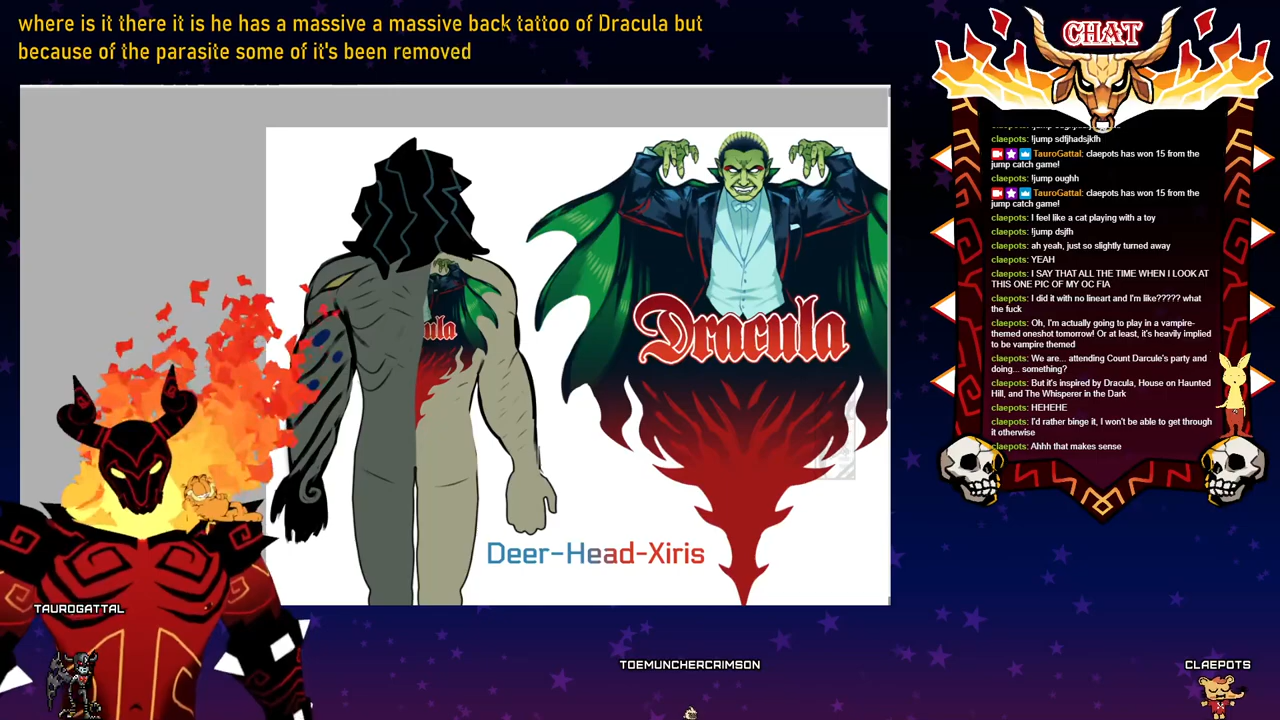 where is it there it is he has a massive a massive back tattoo of Dracula but
because of the parasite some of it's been removed
CHAT
claepots: !jump sdfjhadsjkfh
TauroGattal: claepots has won 15 from the
jump catch game!
claepots: !jump oughh
TauroGattal: claepots has won 15 from the
jump catch game!
claepots: I feel like a cat playing with a toy
claepots: !jump dsjfh
claepots: ah yeah, just so slightly turned away
claepots: YEAH
claepots: I SAY THAT ALL THE TIME WHEN I LOOK AT
THIS ONE PIC OF MY OC FIA
claepots: I did it with no lineart and I'm like????? what
the fuck
claepots: Oh, I'm actually going to play in a vampire-
themed oneshot tomorrow! Or at least, it's heavily implied
to be vampire themed
claepots: We are... attending Count Darcule's party and
doing... something?
claepots: But it's inspired by Dracula, House on Haunted
Hill, and The Whisperer in the Dark
claepots: HEHEHE
claepots: I'd rather binge it, I won't be able to get through
it otherwise
claepots: Ahhh that makes sense
ula
Dracula
Deer-Head-Xiris
TAUROGATTAL
TOEMUNCHERCRIMSON
CLAEPOTS